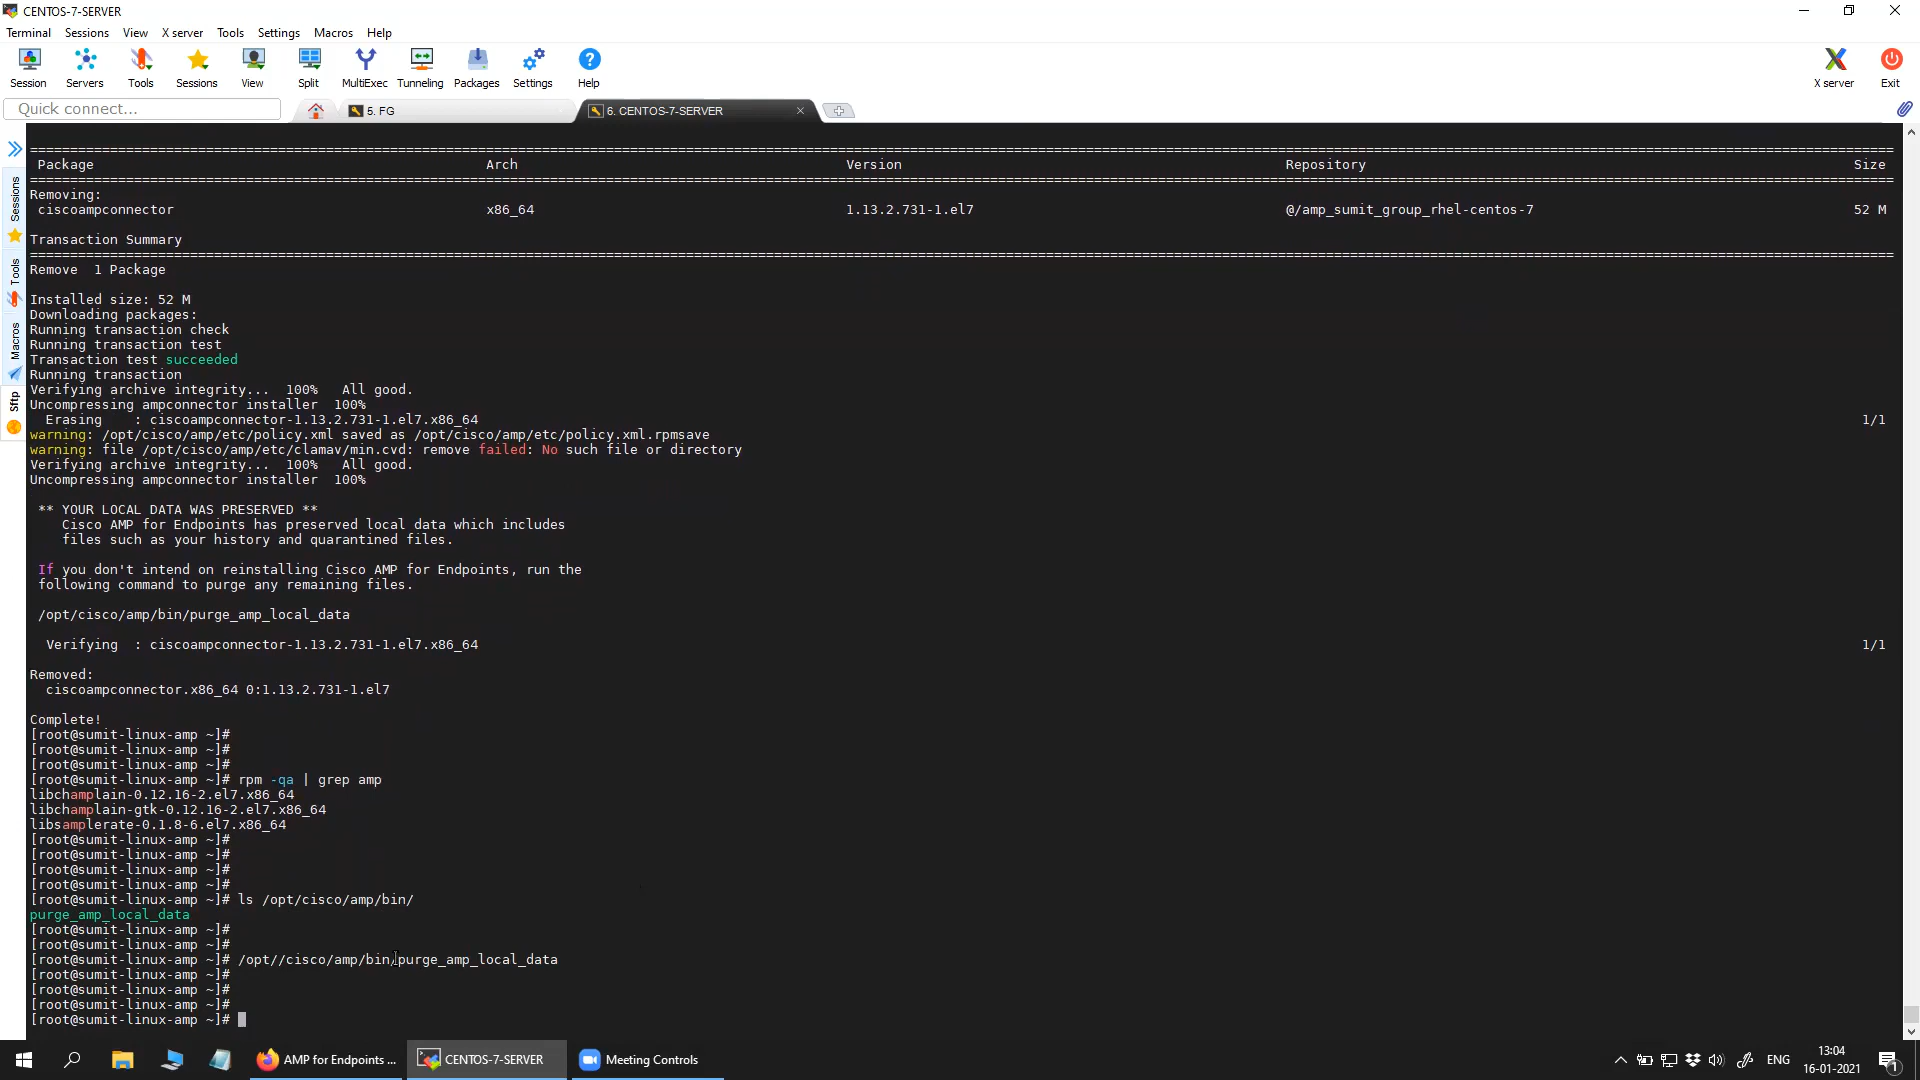 CENTOS-7-SERVER
Terminal Sessions View X server Tools Settings Macros Help
Session Servers Tools Sessions View Split MultiExec Tunneling Packages Settings Help X server Exit
Quick connect... 5. FG 6. CENTOS-7-SERVER
Sessions
Tools
Macros
Sftp
================================================================================
Package Arch Version Repository Size
================================================================================
Removing:
ciscoampconnector x86_64 1.13.2.731-1.el7 @/amp_sumit_group_rhel-centos-7 52 M
Transaction Summary
================================================================================
Remove 1 Package
Installed size: 52 M
Downloading packages:
Running transaction check
Running transaction test
Transaction test succeeded
Running transaction
Verifying archive integrity... 100% All good.
Uncompressing ampconnector installer 100%
Erasing : ciscoampconnector-1.13.2.731-1.el7.x86_64 1/1
warning: /opt/cisco/amp/etc/policy.xml saved as /opt/cisco/amp/etc/policy.xml.rpmsave
warning: file /opt/cisco/amp/etc/clamav/min.cvd: remove failed: No such file or directory
Verifying archive integrity... 100% All good.
Uncompressing ampconnector installer 100%
** YOUR LOCAL DATA WAS PRESERVED **
Cisco AMP for Endpoints has preserved local data which includes
files such as your history and quarantined files.
If you don't intend on reinstalling Cisco AMP for Endpoints, run the
following command to purge any remaining files.
/opt/cisco/amp/bin/purge_amp_local_data
Verifying : ciscoampconnector-1.13.2.731-1.el7.x86_64 1/1
Removed:
ciscoampconnector.x86_64 0:1.13.2.731-1.el7
Complete!
[root@sumit-linux-amp ~]#
[root@sumit-linux-amp ~]#
[root@sumit-linux-amp ~]#
[root@sumit-linux-amp ~]# rpm -qa | grep amp
libchamplain-0.12.16-2.el7.x86_64
libchamplain-gtk-0.12.16-2.el7.x86_64
libsamplerate-0.1.8-6.el7.x86_64
[root@sumit-linux-amp ~]#
[root@sumit-linux-amp ~]#
[root@sumit-linux-amp ~]#
[root@sumit-linux-amp ~]#
[root@sumit-linux-amp ~]# ls /opt/cisco/amp/bin/
purge_amp_local_data
[root@sumit-linux-amp ~]#
[root@sumit-linux-amp ~]#
[root@sumit-linux-amp ~]# /opt//cisco/amp/bin/purge_amp_local_data
[root@sumit-linux-amp ~]#
[root@sumit-linux-amp ~]#
[root@sumit-linux-amp ~]#
[root@sumit-linux-amp ~]#
AMP for Endpoints ... CENTOS-7-SERVER Meeting Controls ENG 13:04
16-01-2021 1